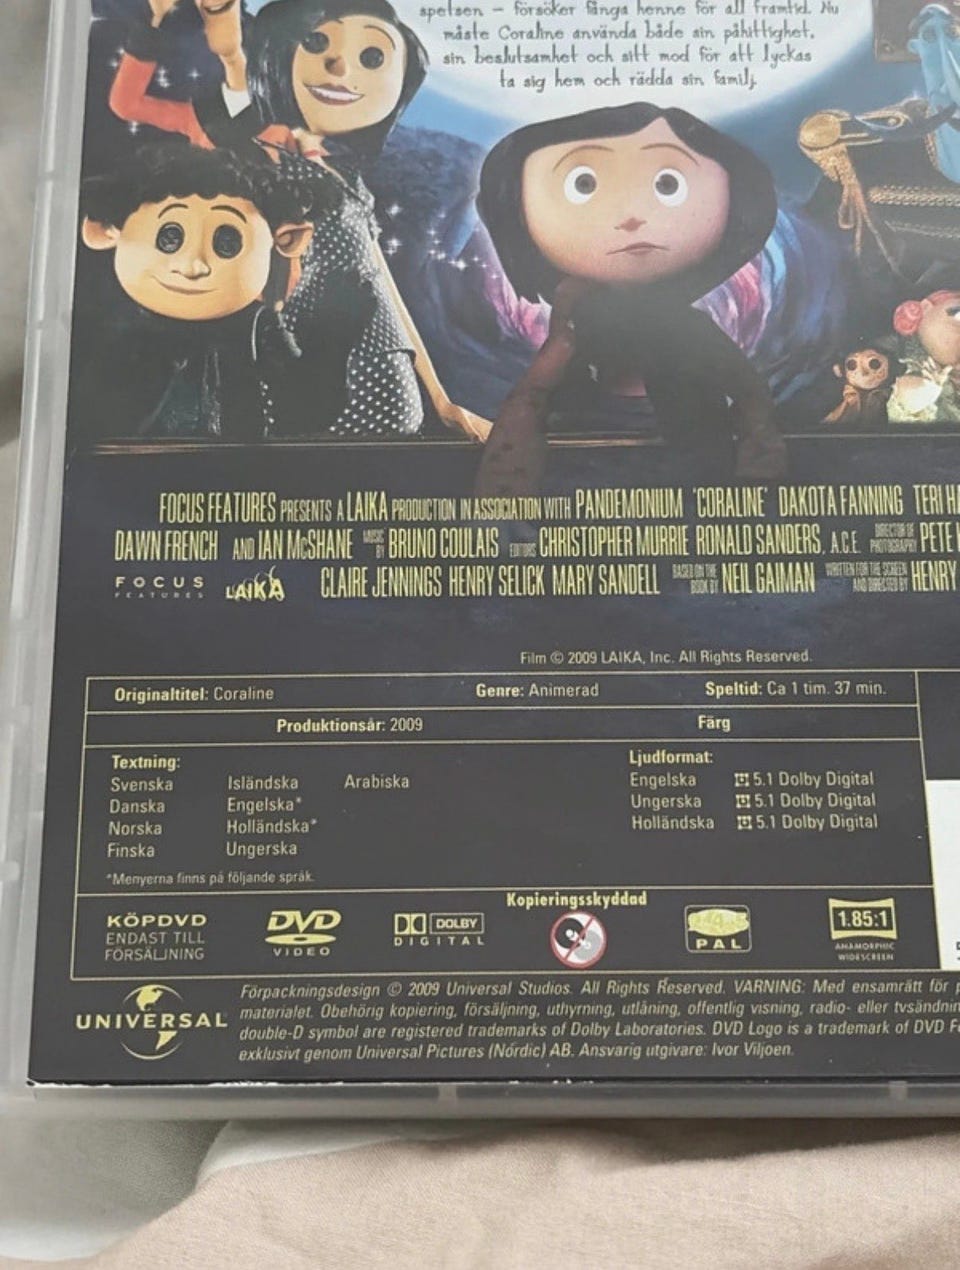 spetsen – försöker fånga henne för all framtid. Nu
måste Coraline använda både sin påhittighet,
sin beslutsamhet och sitt mod för att lyckas
ta sig hem och rädda sin familj.
FOCUS FEATURES PRESENTS A LAIKA PRODUCTION IN ASSOCIATION WITH PANDEMONIUM 'CORALINE' DAKOTA FANNING TERI
DAWN FRENCH AND IAN McSHANE MUSIC BY BRUNO COULAIS EDITORS CHRISTOPHER MURRIE RONALD SANDERS, A.C.E. DIRECTOR OF PHOTOGRAPHY PETE
FOCUS FEATURES LAIKA CLAIRE JENNINGS HENRY SELICK MARY SANDELL BASED ON THE BOOK BY NEIL GAIMAN WRITTEN FOR THE SCREEN AND DIRECTED BY HENRY
Film © 2009 LAIKA, Inc. All Rights Reserved.
Originaltitel: Coraline Genre: Animerad Speltid: Ca 1 tim. 37 min.
Produktionsår: 2009 Färg
Textning: Ljudformat:
Svenska Isländska Arabiska Engelska 5.1 Dolby Digital
Danska Engelska* Ungerska 5.1 Dolby Digital
Norska Holländska* Holländska 5.1 Dolby Digital
Finska Ungerska
*Menyerna finns på följande språk.
Kopieringsskyddad
KÖPDVD
ENDAST TILL
FÖRSÄLJNING
DVD
VIDEO
DOLBY
DIGITAL
PAL
1.85:1
ANAMORPHIC
WIDESCREEN
UNIVERSAL
Förpackningsdesign © 2009 Universal Studios. All Rights Reserved. VARNING: Med ensamrätt för
materialet. Obehörig kopiering, försäljning, uthyrning, utlåning, offentlig visning, radio- eller
double-D symbol are registered trademarks of Dolby Laboratories. DVD Logo is a trademark of DVD
exklusivt genom Universal Pictures (Nordic) AB. Ansvarig utgivare: Ivor Viljoen.